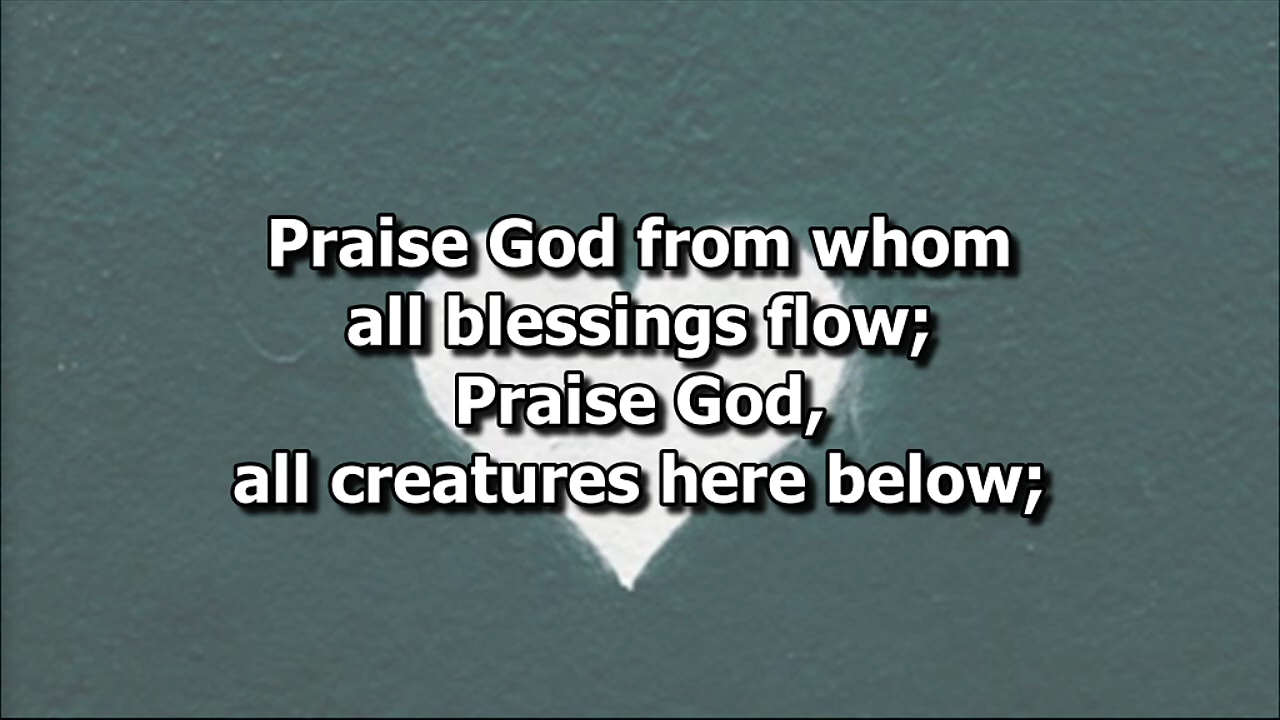 Praise God from whom
all blessings flow;
Praise God,
all creatures here below;